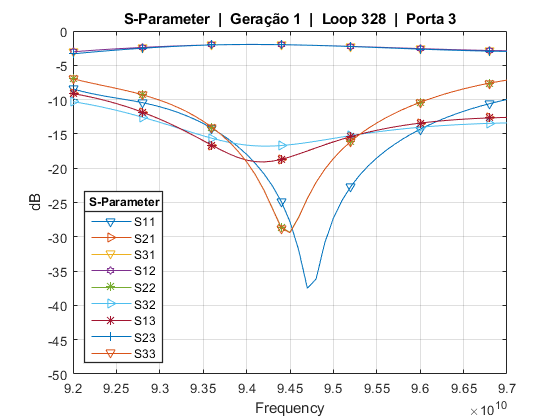 S-Parameter | Geração 1 | Loop 328 | Porta 3
0
-5
-10
-15
-20
-25
-30
-35
-40
-45
-50
dB
S-Parameter
S11
S21
S31
S12
S22
S32
S13
S23
S33
9.2 9.25 9.3 9.35 9.4 9.45 9.5 9.55 9.6 9.65 9.7
Frequency
×10^10